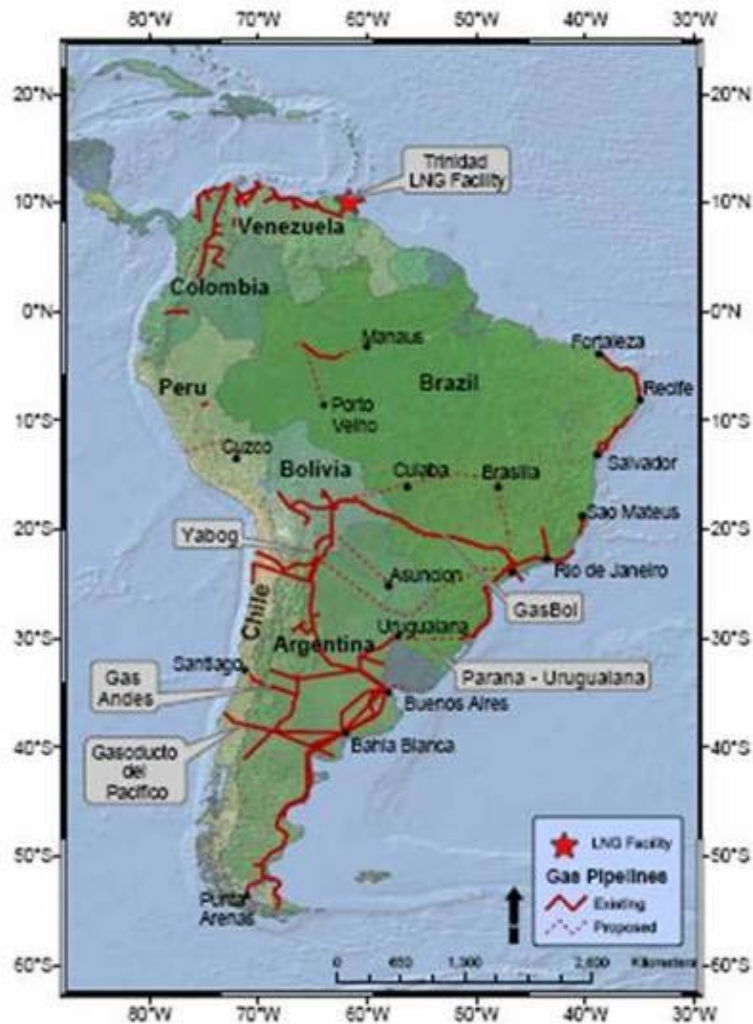 80°W 70°W 60°W 50°W 40°W 30°W
20°N 20°N
Trinidad
LNG Facility
10°N 10°N
Venezuela
Colombia
0°N 0°N
Manaus
Fortaleza
Peru
Brazil
Recife
Porto
Velho
10°S 10°S
Cuzco
Salvador
Bolivia
Cuiaba
Brasilia
Sao Mateus
20°S 20°S
Yabog
Asuncion
Rio de Janeiro
GasBol
Chile
Uruguaiana
30°S 30°S
Argentina
Santiago
Gas
Andes
Parana - Uruguaiana
Buenos Aires
40°S 40°S
Bahia Blanca
Gasoducto
del
Pacifico
LNG Facility
50°S 50°S
Gas Pipelines
Existing
Punta
Arenas
Proposed
0 650 1,300 2,600 Kilometers
60°S 60°S
80°W 70°W 60°W 50°W 40°W 30°W